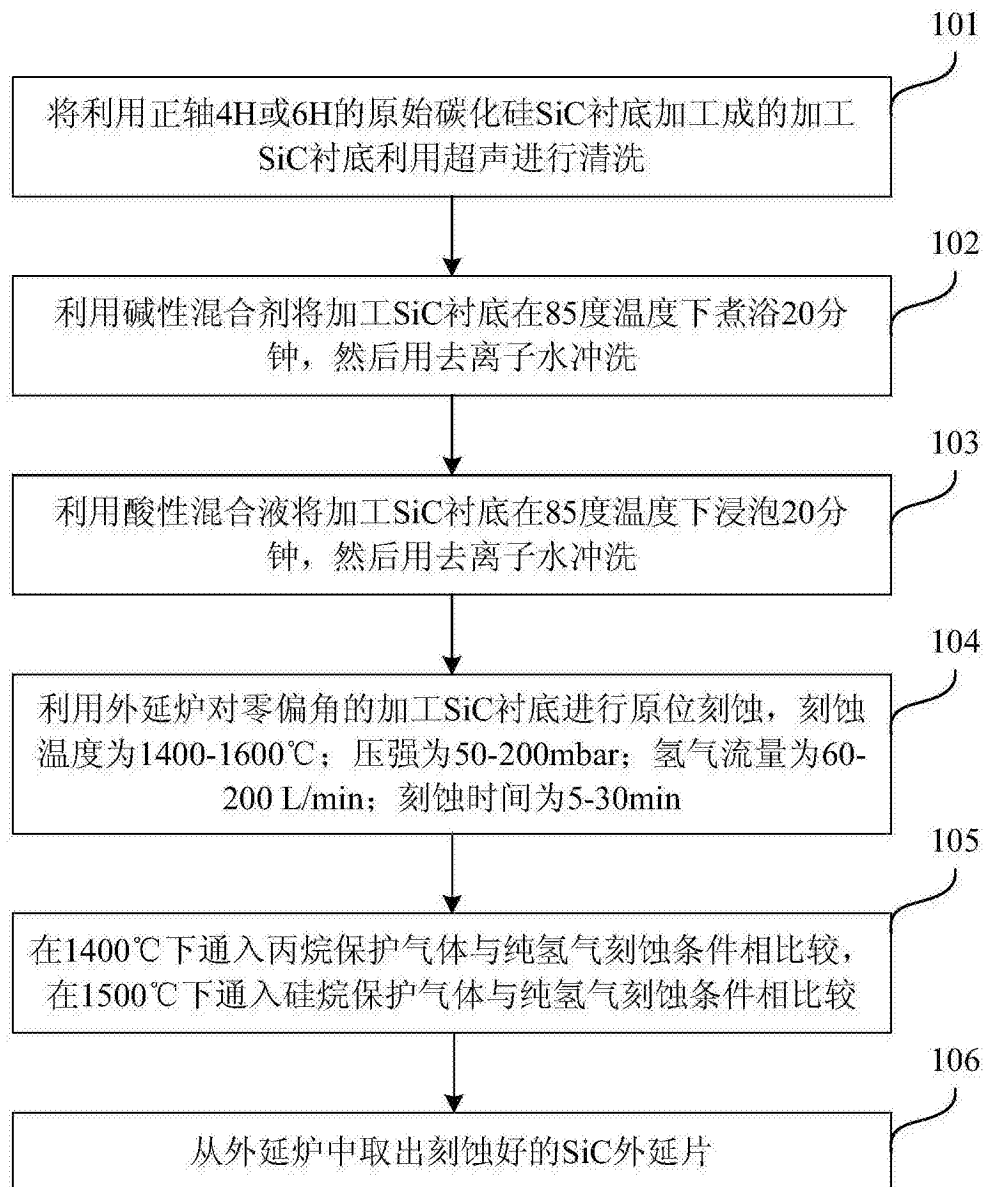 101
将利用正轴4H或6H的原始碳化硅SiC衬底加工成的加工
SiC衬底利用超声进行清洗
102
利用碱性混合剂将加工SiC衬底在85度温度下煮浴20分
钟，然后用去离子水冲洗
103
利用酸性混合液将加工SiC衬底在85度温度下浸泡20分
钟，然后用去离子水冲洗
104
利用外延炉对零偏角的加工SiC衬底进行原位刻蚀，刻蚀
温度为1400-1600℃；压强为50-200mbar；氢气流量为60-
200 L/min；刻蚀时间为5-30min
105
在1400℃下通入丙烷保护气体与纯氢气刻蚀条件相比较，
在1500℃下通入硅烷保护气体与纯氢气刻蚀条件相比较
106
从外延炉中取出刻蚀好的SiC外延片